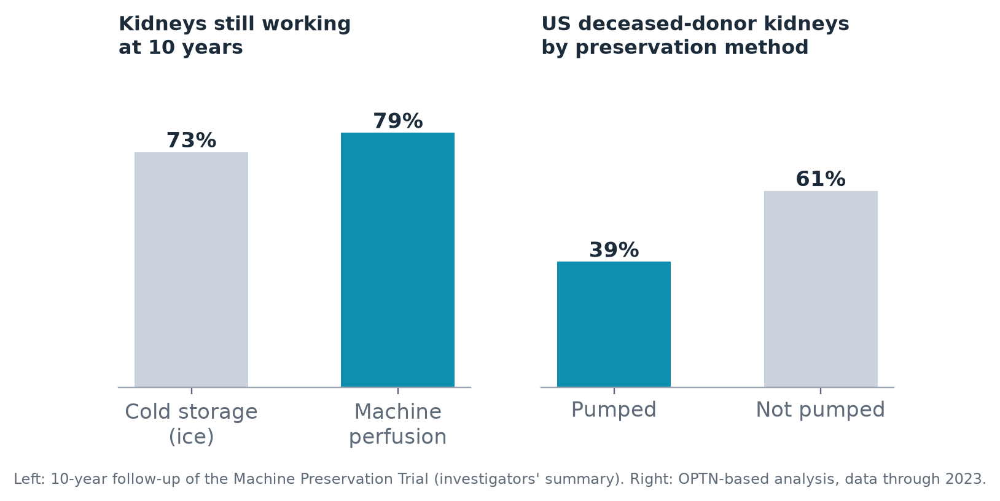 Kidneys still working
at 10 years
73%
79%
Cold storage
(ice)
Machine
perfusion
US deceased-donor kidneys
by preservation method
39%
61%
Pumped
Not pumped
Left: 10-year follow-up of the Machine Preservation Trial (investigators' summary). Right: OPTN-based analysis, data through 2023.